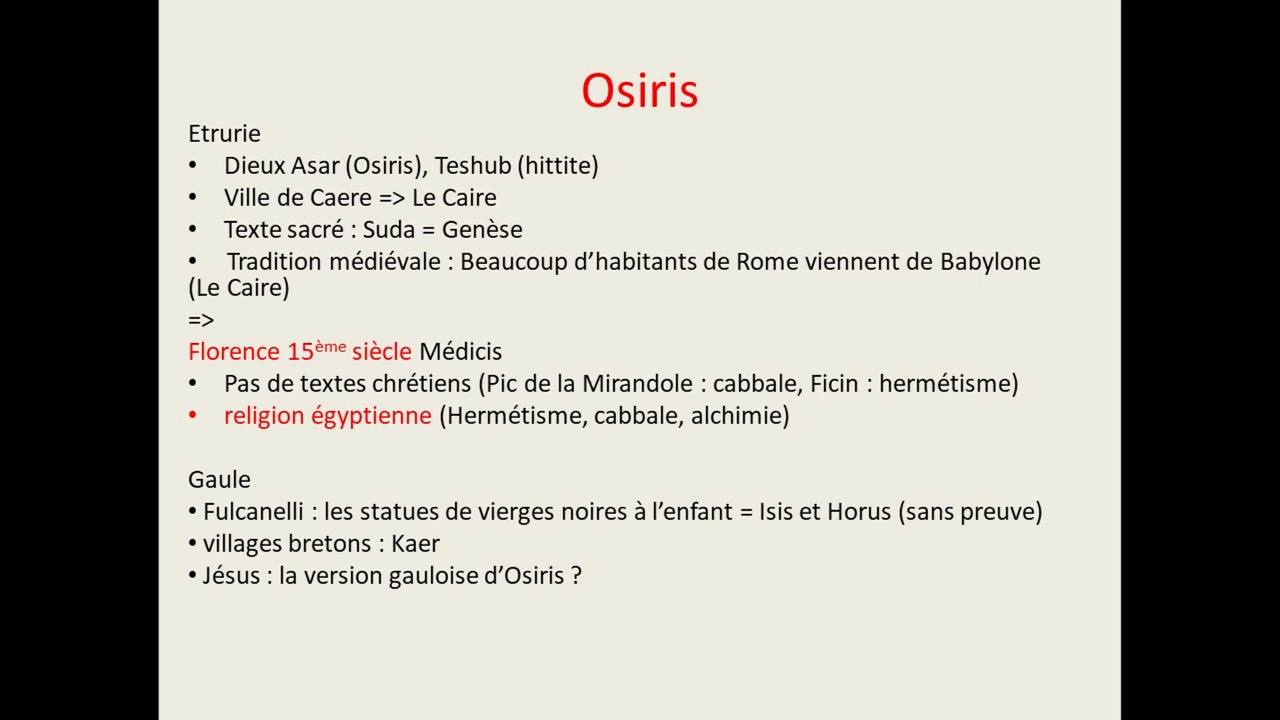 Osiris
Etrurie
• Dieux Asar (Osiris), Teshub (hittite)
• Ville de Caere => Le Caire
• Texte sacré : Suda = Genèse
• Tradition médiévale : Beaucoup d’habitants de Rome viennent de Babylone
(Le Caire)
=>
Florence 15ème siècle Médicis
• Pas de textes chrétiens (Pic de la Mirandole : cabbale, Ficin : hermétisme)
• religion égyptienne (Hermétisme, cabbale, alchimie)
Gaule
• Fulcanelli : les statues de vierges noires à l’enfant = Isis et Horus (sans preuve)
• villages bretons : Kaer
• Jésus : la version gauloise d’Osiris ?